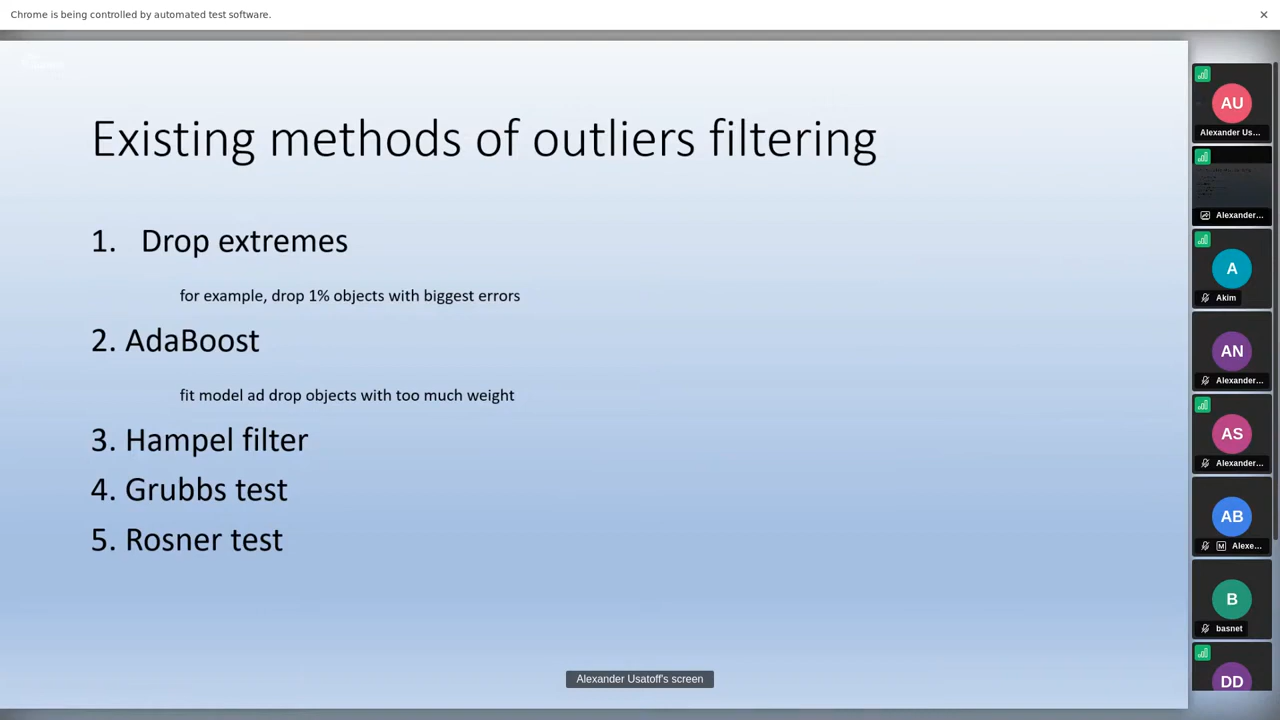 Chrome is being controlled by automated test software.
Existing methods of outliers filtering
1. Drop extremes
for example, drop 1% objects with biggest errors
2. AdaBoost
fit model ad drop objects with too much weight
3. Hampel filter
4. Grubbs test
5. Rosner test
Alexander Usatoff's screen
AU
Alexander Us...
Alexander...
A
Akim
AN
Alexander...
AS
Alexander...
AB
M Alexe...
B
basnet
DD